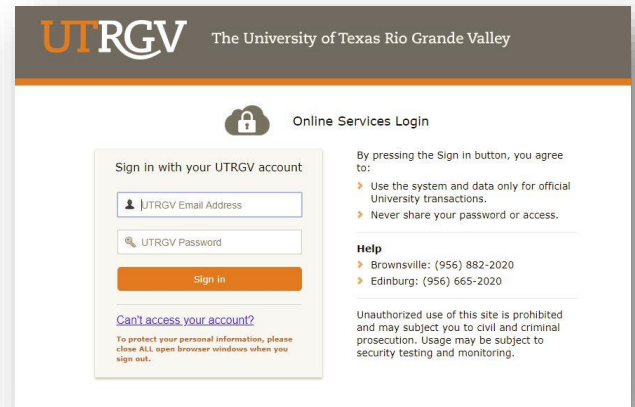 UTRGV The University of Texas Rio Grande Valley
Online Services Login
Sign in with your UTRGV account
UTRGV Email Address
UTRGV Password
Sign in
Can't access your account?
To protect your personal information, please
close ALL open browser windows when you
sign out.
By pressing the Sign in button, you agree
to:
Use the system and data only for official
University transactions.
Never share your password or access.
Help
Brownsville: (956) 882-2020
Edinburg: (956) 665-2020
Unauthorized use of this site is prohibited
and may subject you to civil and criminal
prosecution. Usage may be subject to
security testing and monitoring.